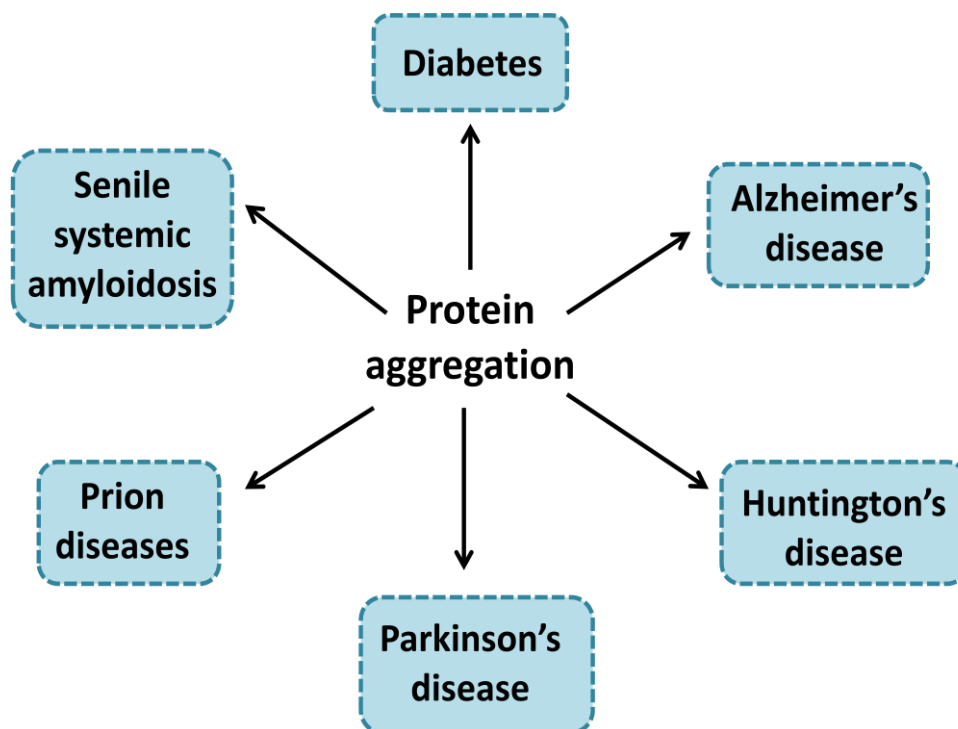 Diabetes
Senile
systemic
amyloidosis
Alzheimer’s
disease
Protein
aggregation
Prion
diseases
Huntington’s
disease
Parkinson’s
disease